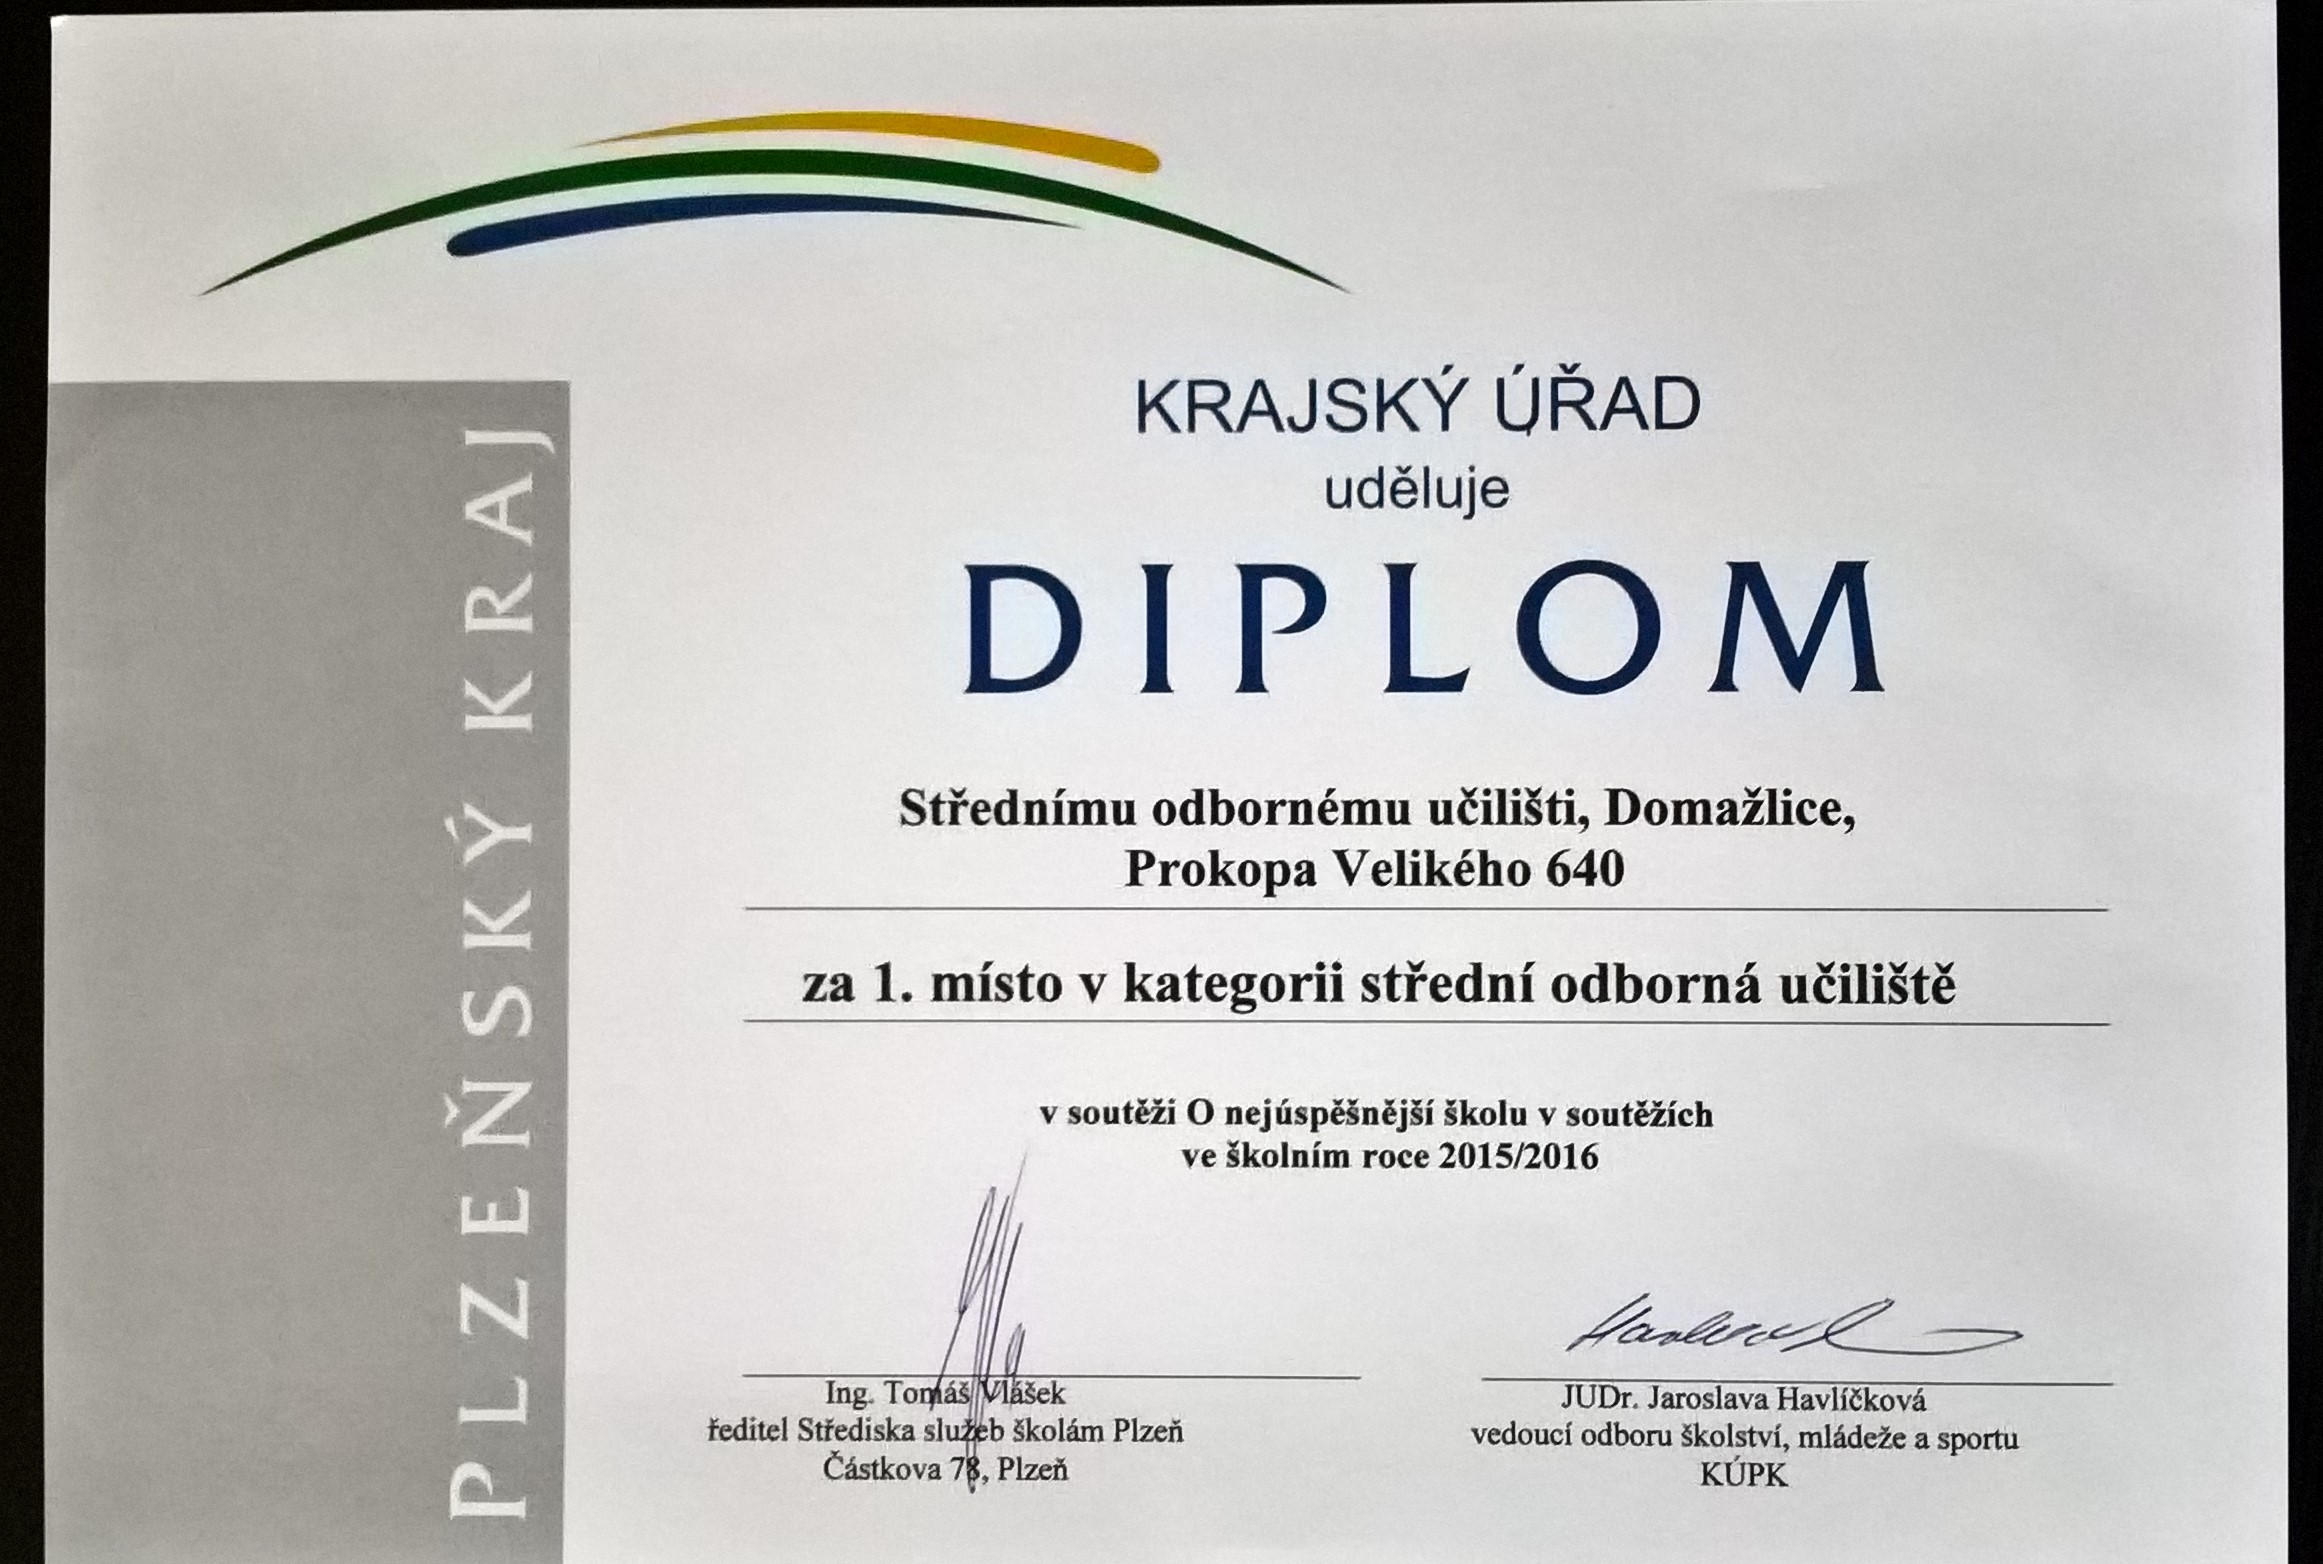 PLZEŇSKÝ KRAJ
KRAJSKÝ ÚŘAD
uděluje
DIPLOM
Střednímu odbornému učilišti, Domažlice,
Prokopa Velikého 640
za 1. místo v kategorii střední odborná učiliště
v soutěži O nejúspěšnější školu v soutěžích
ve školním roce 2015/2016
Ing. Tomáš Vlášek
ředitel Střediska služeb školám Plzeň
Částkova 78, Plzeň
JUDr. Jaroslava Havlíčková
vedoucí odboru školství, mládeže a sportu
KÚPK